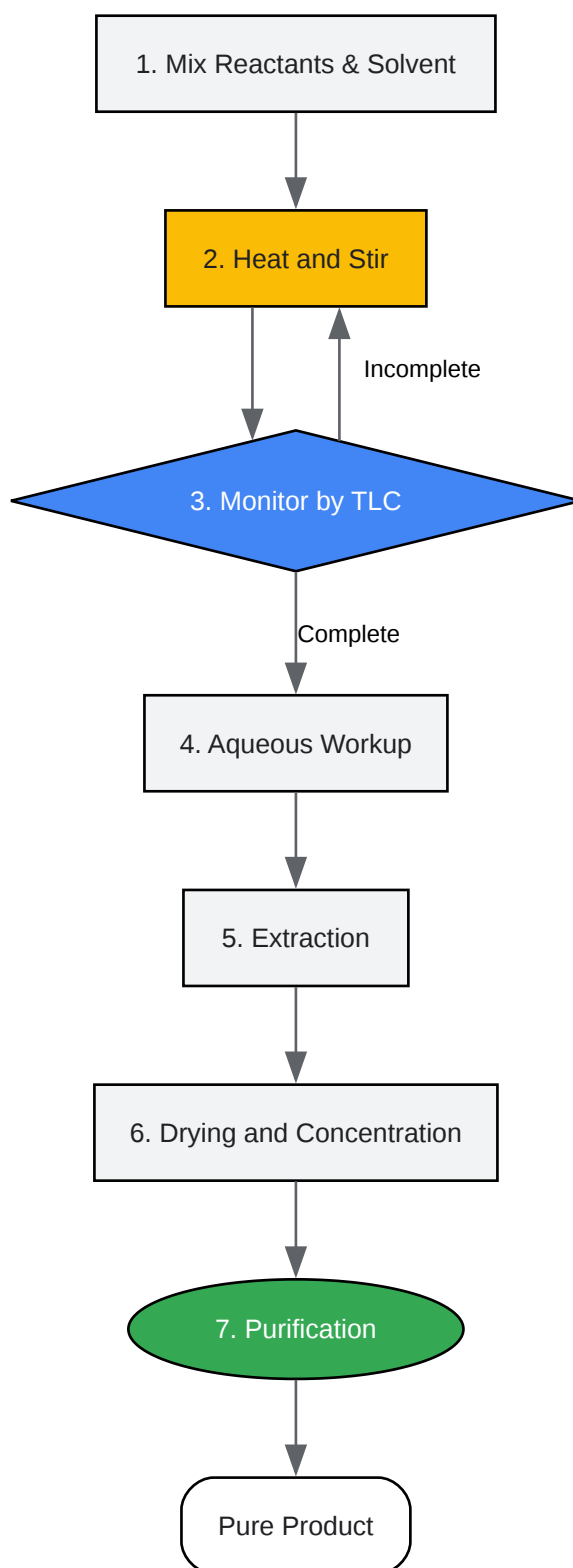 1. Mix Reactants & Solvent
2. Heat and Stir
Incomplete
3. Monitor by TLC
Complete
4. Aqueous Workup
5. Extraction
6. Drying and Concentration
7. Purification
Pure Product